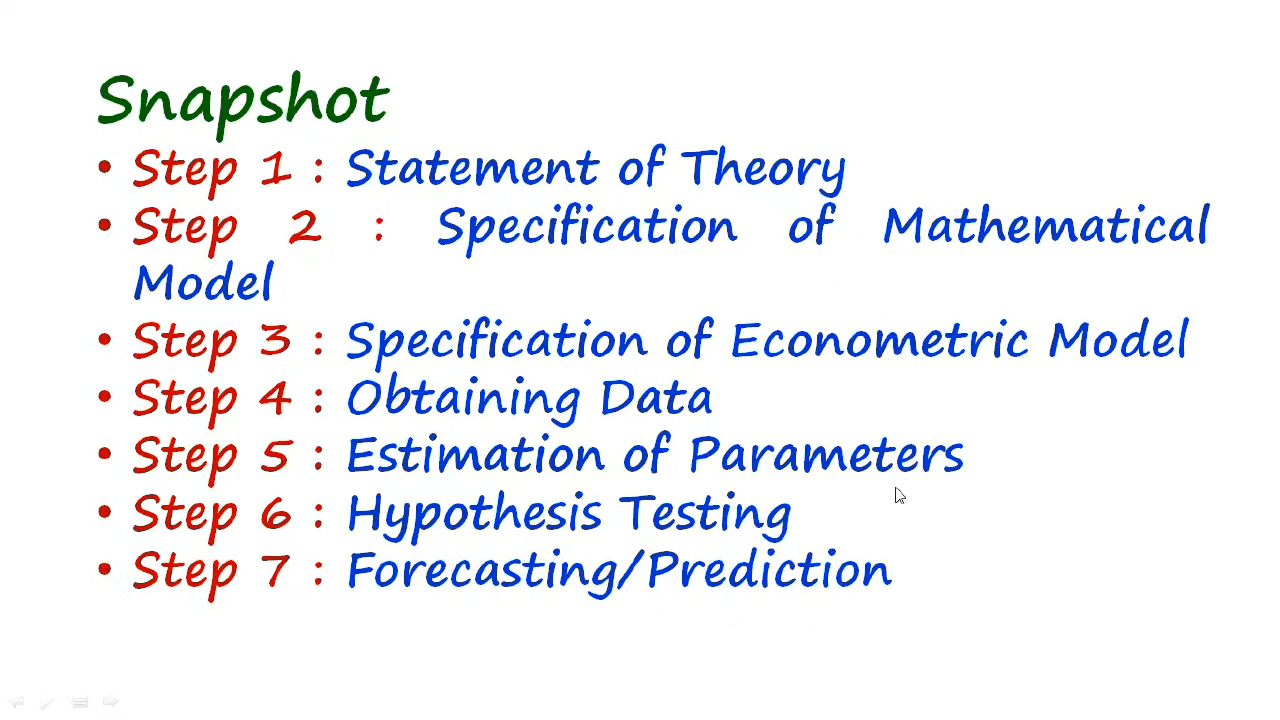 Snapshot
• Step 1 : Statement of Theory
• Step 2 : Specification of Mathematical
Model
• Step 3 : Specification of Econometric Model
• Step 4 : Obtaining Data
• Step 5 : Estimation of Parameters
• Step 6 : Hypothesis Testing
• Step 7 : Forecasting/Prediction